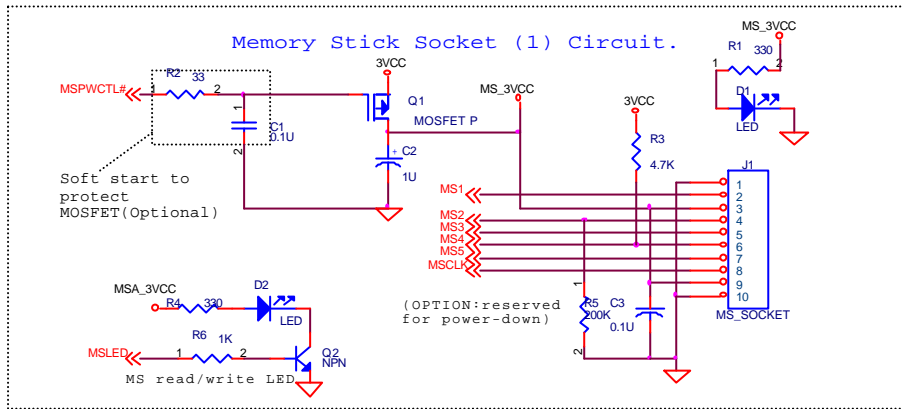 Memory Stick Socket (1) Circuit.
MS_3VCC
R1 330
1 2
D1
LED
3VCC
R2
33
MSPWCTL#
1 2
Q1
MOSFET P
1
C1
0.1U
2
C2
+
1U
Soft start to
protect
MOSFET(Optional)
MS_3VCC
3VCC
R3
4.7K
J1
MS1
MS2
MS3
MS4
MS5
MSCLK
1
2
3
4
5
6
7
8
9
10
MS_SOCKET
(OPTION:reserved
for power-down)
1
R5
200K
2
C3
0.1U
MSA_3VCC
R4 330
D2
LED
R6
1K
MSLED
1 2
Q2
NPN
MS read/write LED